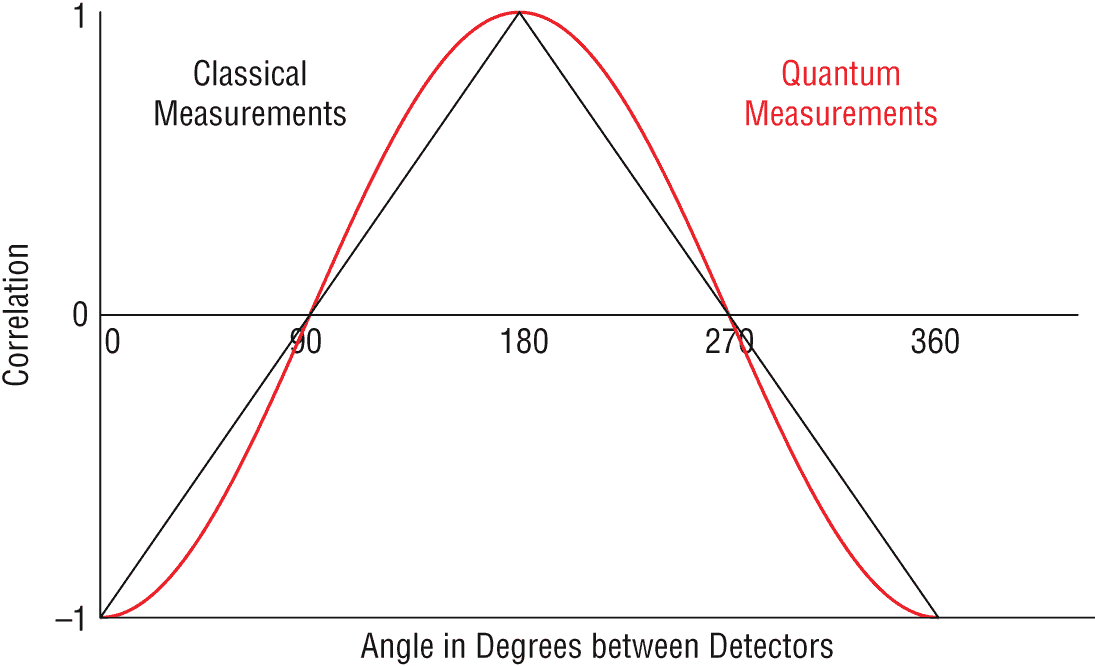 1
Classical
Measurements
Quantum
Measurements
Correlation
0
0 90 180 270 360
–1
Angle in Degrees between Detectors